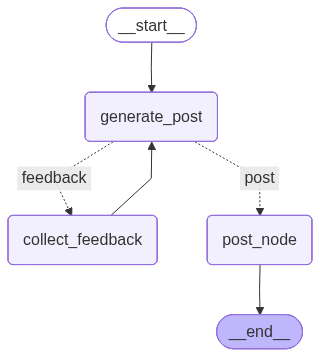 __start__
generate_post
feedback
post
collect_feedback
post_node
__end__